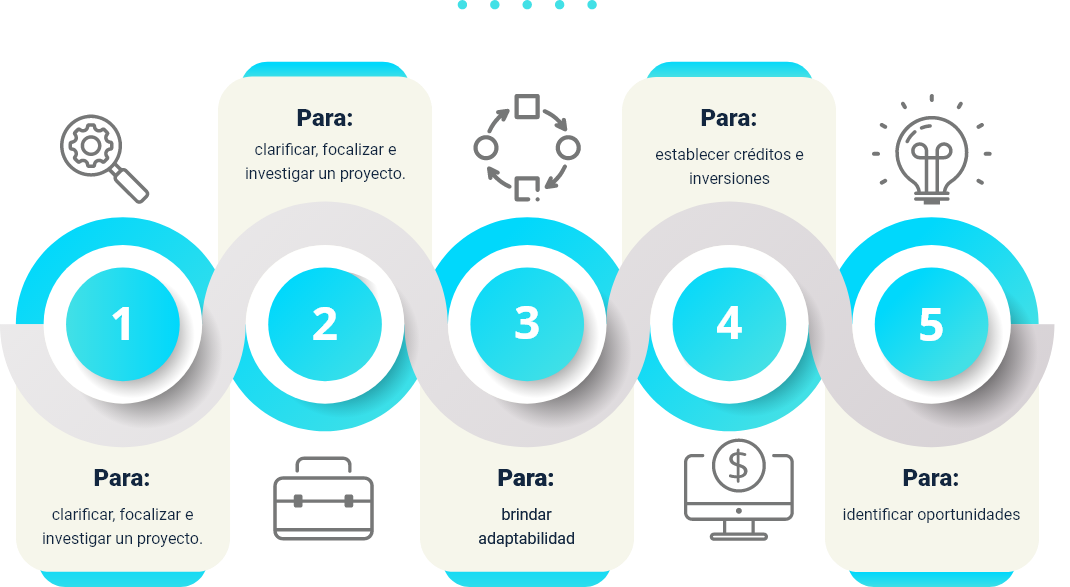 1
Para:
clarificar, focalizar e
investigar un proyecto.
2
Para:
clarificar, focalizar e
investigar un proyecto.
3
Para:
brindar
adaptabilidad
4
Para:
establecer créditos e
inversiones
$
5
Para:
identificar oportunidades